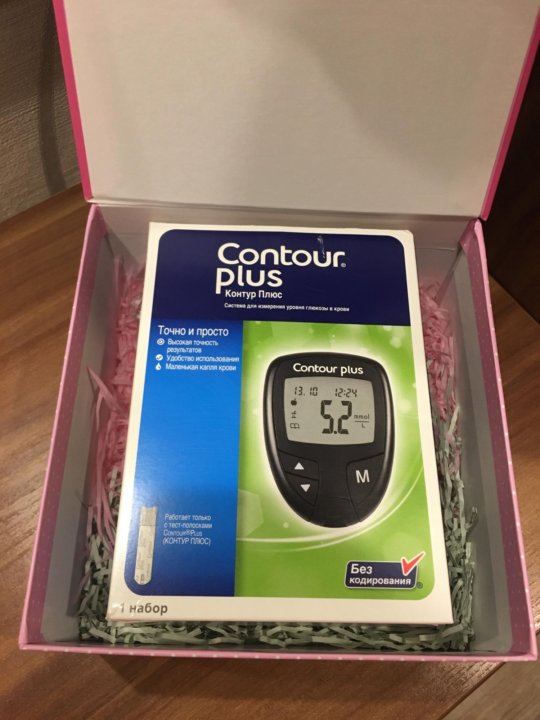 Contour®
plus
Контур Плюс
Система для измерения уровня глюкозы в крови
Точно и просто
Высокая точность
результатов
Удобство использования
Маленькая капля крови
Contour plus
13.10 12:24
5.2 mmol
L
M
Работает только
с тест-полосками
Contour®Plus
(КОНТУР ПЛЮС)
Без
кодирования
1 набор